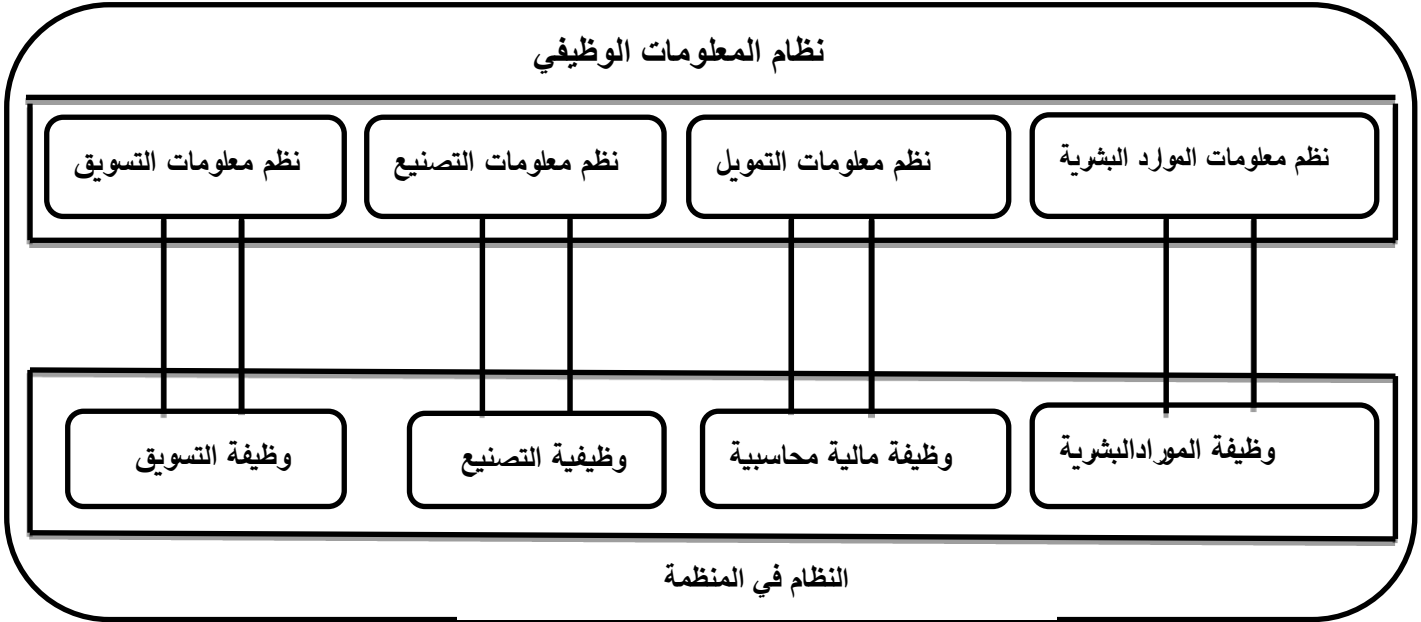 نظام المعلومات الوظيفي
نظم معلومات الموارد البشرية
نظم معلومات التمويل
نظم معلومات التصنيع
نظم معلومات التسويق
وظيفة المواردالبشرية
وظيفة مالية محاسبية
وظيفية التصنيع
وظيفة التسويق
النظام في المنظمة